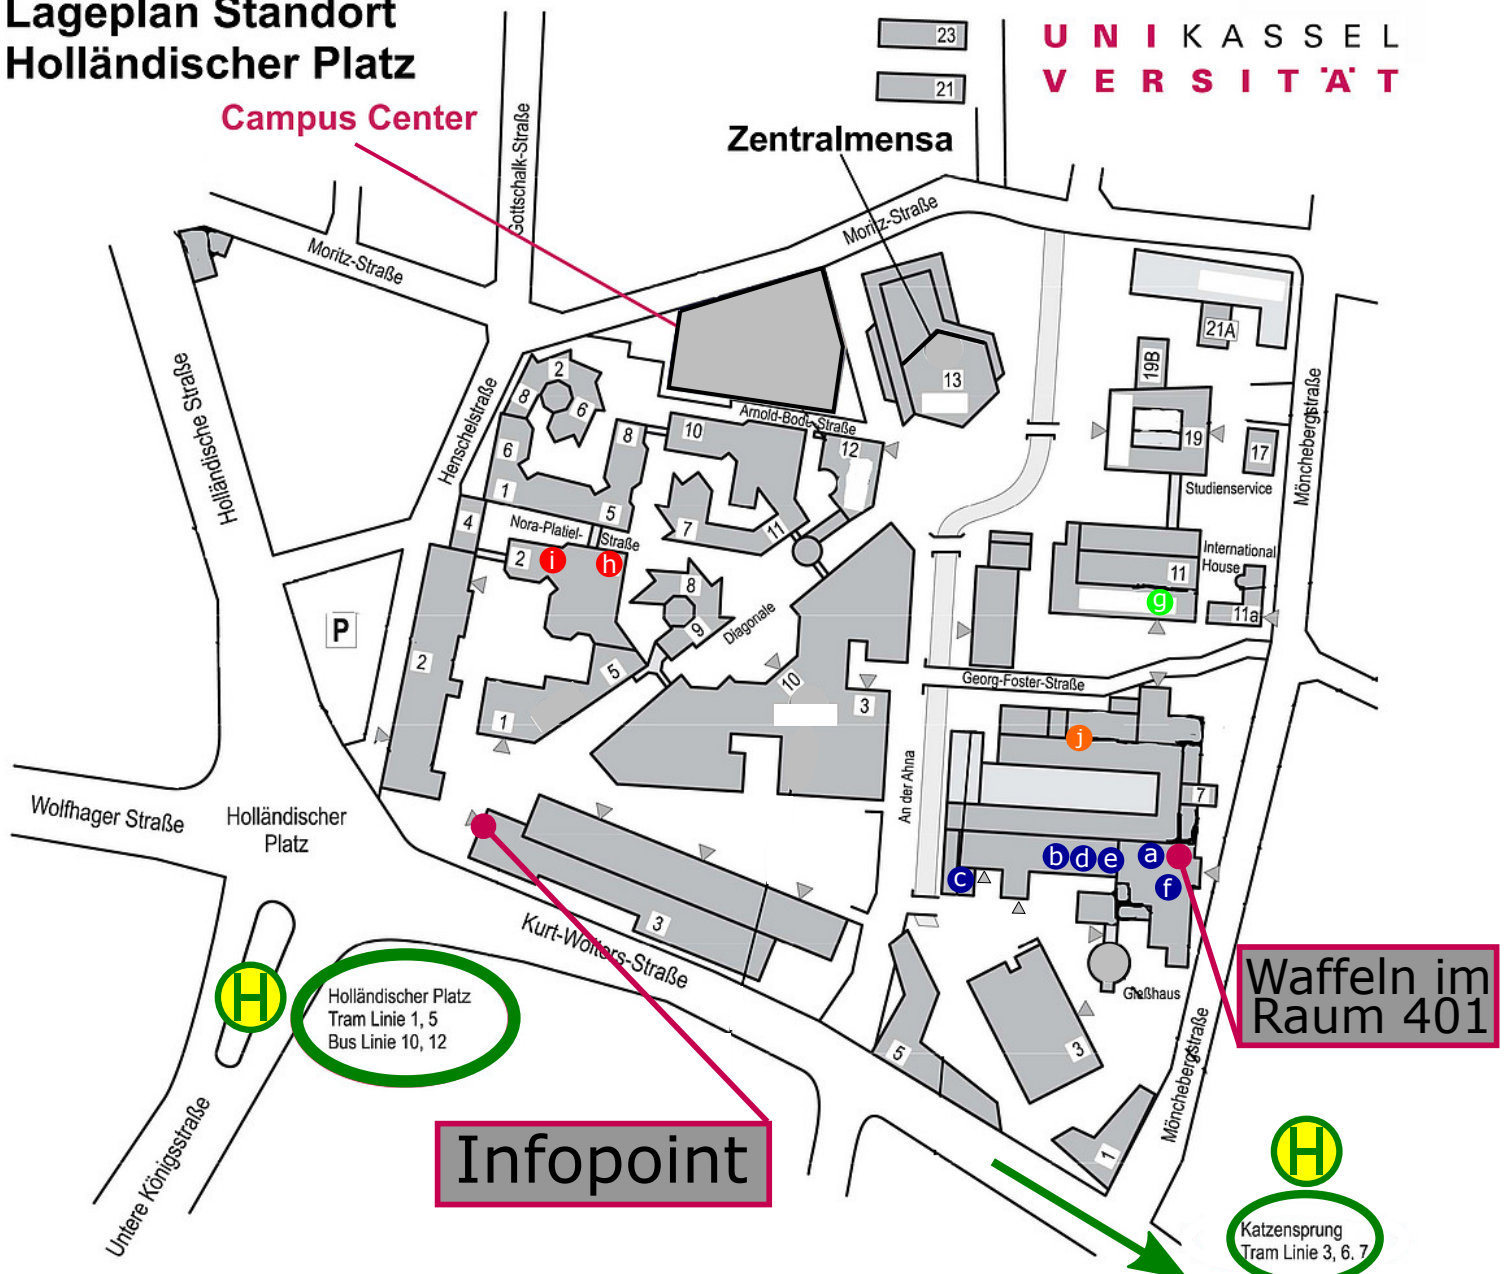 Lageplan Standort
Holländischer Platz
UNIKASSEL
VERSITÄT
Campus Center
Zentralmensa
23
21
Gottschalk-Straße
Moritz-Straße
Moritz-Straße
Holländische Straße
Henschelstraße
Mönchebergstraße
21A
19B
19
17
Studienservice
13
Arnold-Bode-Straße
2
8
6
6
1
8
5
10
12
7
11
4
Nora-Platiel-
Straße
2
i
h
8
9
Diagonale
International
House
11
g
11a
P
2
5
1
10
3
Georg-Foster-Straße
j
An der Ahna
7
Wolfhager Straße
Holländischer
Platz
b
d
e
a
c
f
3
Kurt-Wolters-Straße
Gießhaus
Waffeln im
Raum 401
H
Holländischer Platz
Tram Linie 1, 5
Bus Linie 10, 12
5
3
1
Mönchebergstraße
Untere Königsstraße
Infopoint
H
Katzensprung
Tram Linie 3, 6. 7